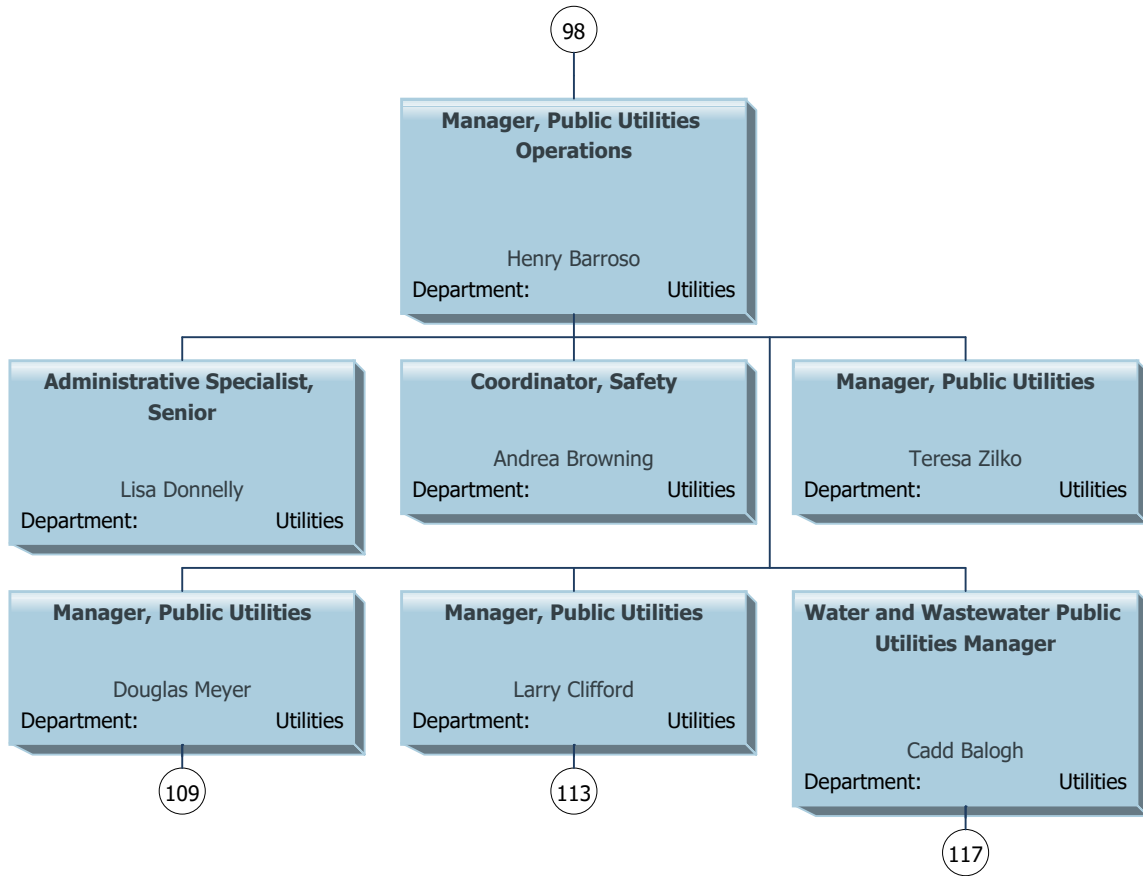 98
Manager, Public Utilities
Operations
Henry Barroso
Department: Utilities
Administrative Specialist,
Senior
Lisa Donnelly
Department: Utilities
Coordinator, Safety
Andrea Browning
Department: Utilities
Manager, Public Utilities
Teresa Zilko
Department: Utilities
Manager, Public Utilities
Douglas Meyer
Department: Utilities
109
Manager, Public Utilities
Larry Clifford
Department: Utilities
113
Water and Wastewater Public
Utilities Manager
Cadd Balogh
Department: Utilities
117